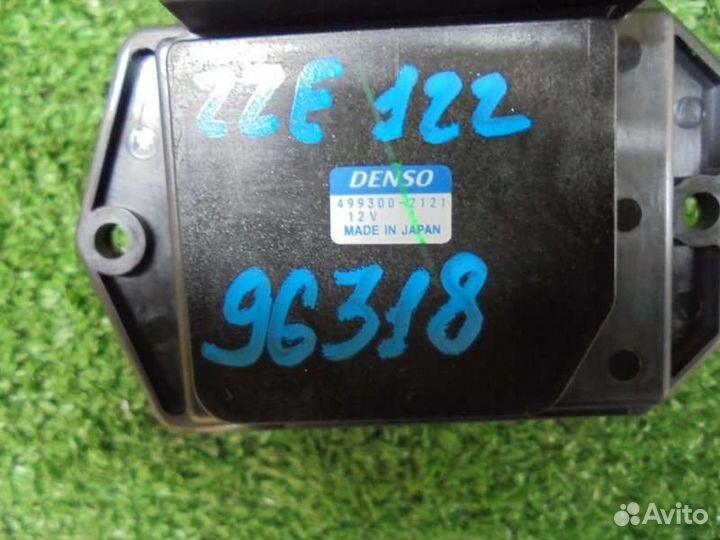 ZZE 122
DENSO
499300-2121
12V
MADE IN JAPAN
96318
Avito